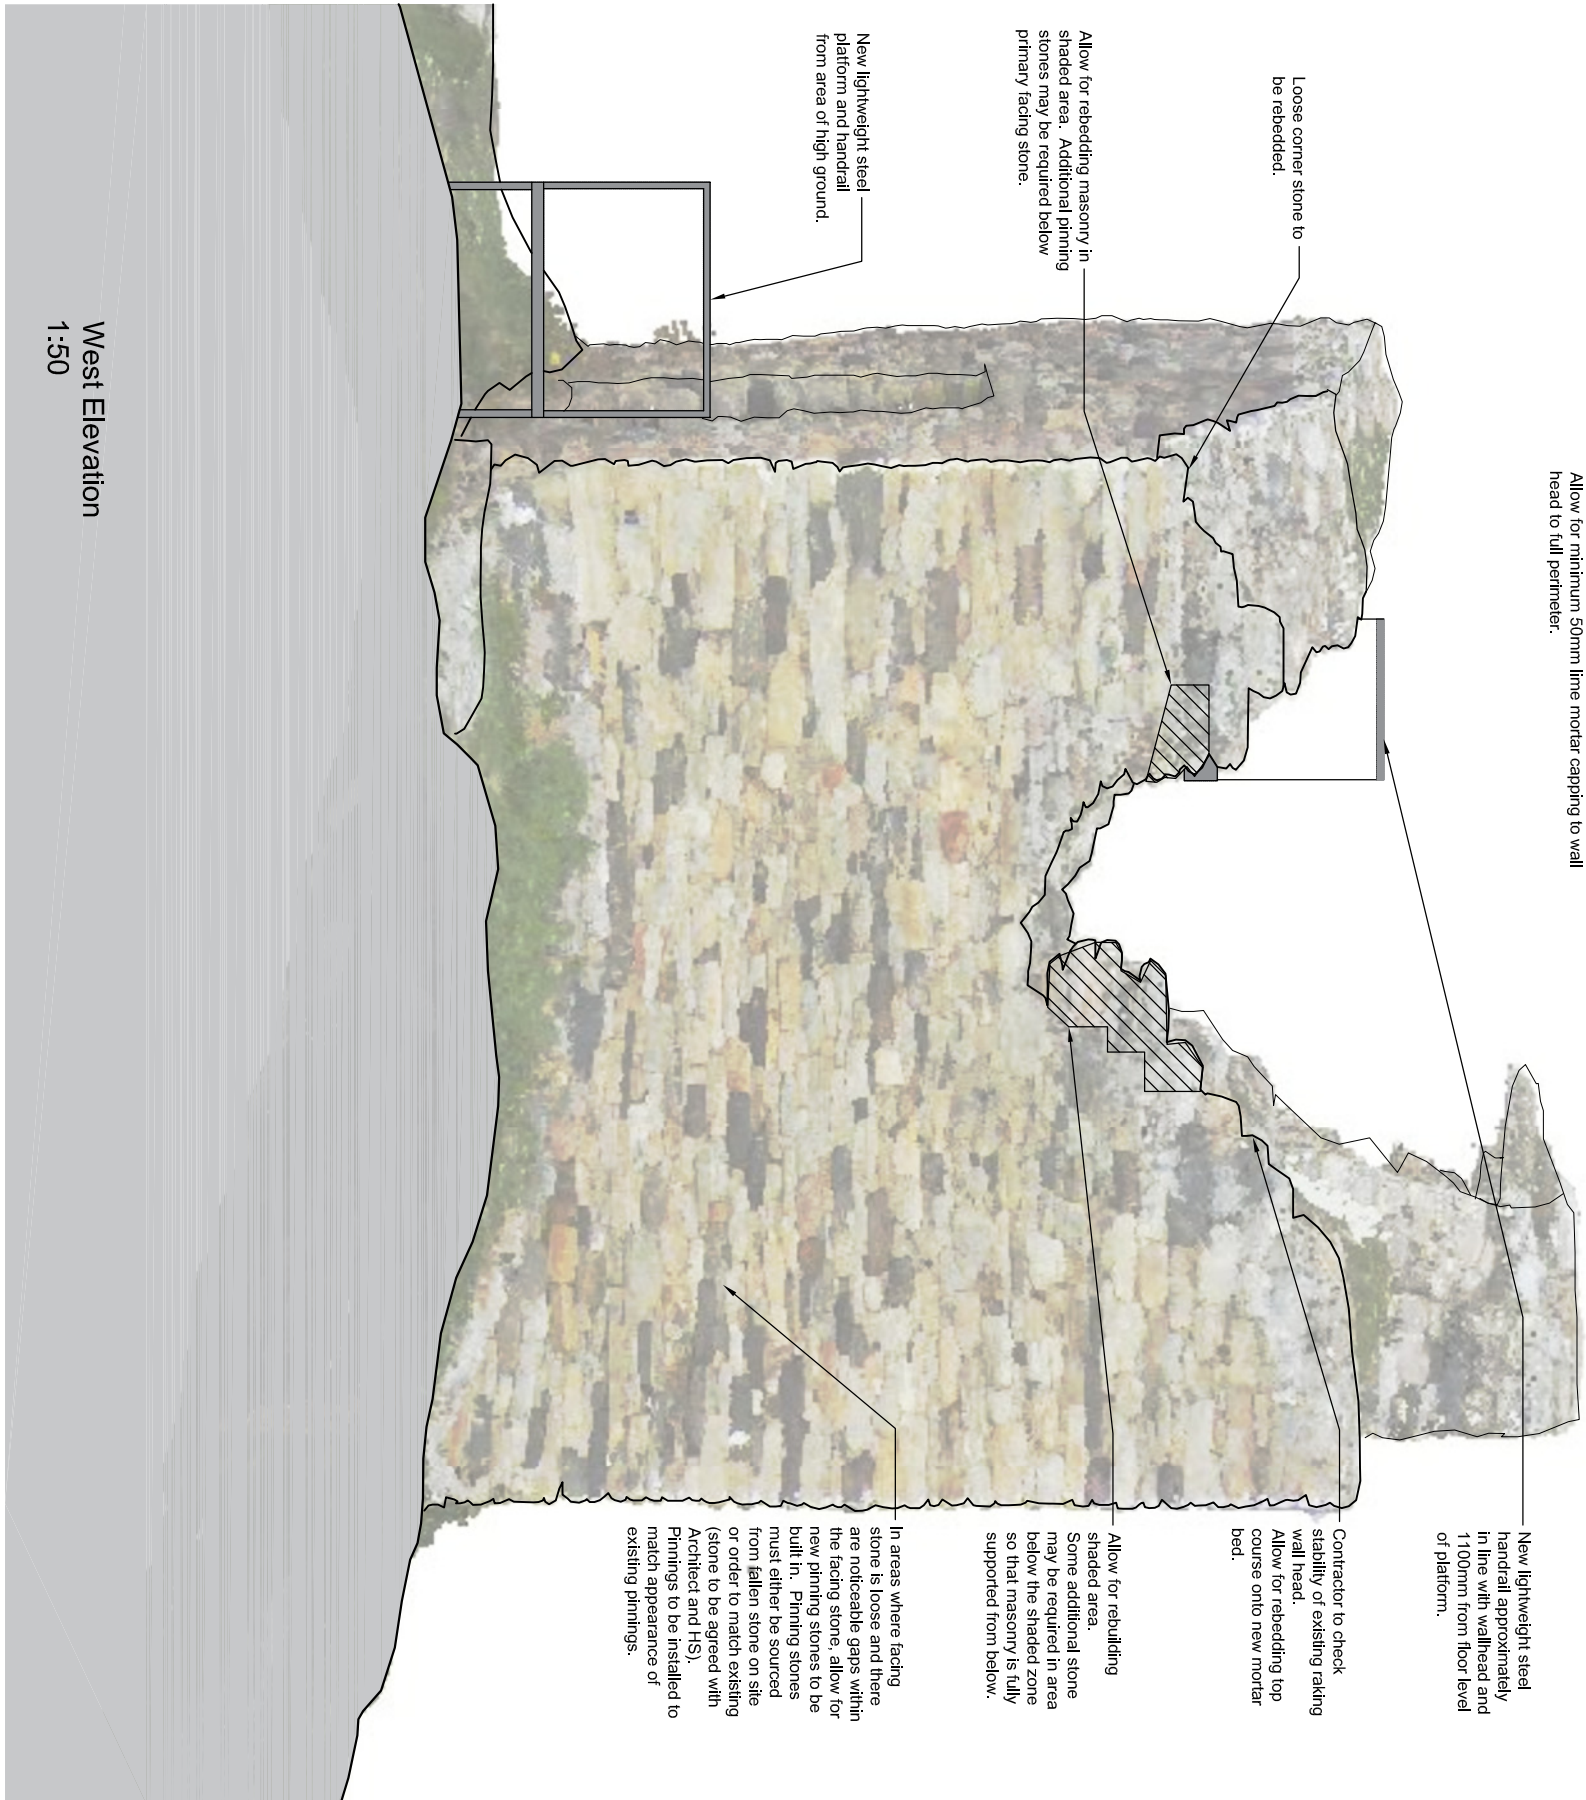 Allow for minimum 50mm lime mortar capping to wall
head to full perimeter.
New lightweight steel
handrail approximately
in line with wallhead and
1100mm from floor level
of platform.
Contractor to check
stability of existing raking
wall head.
Allow for rebedding top
course onto new mortar
bed.
Allow for rebuilding
shaded area.
Some additional stone
may be required in area
below the shaded zone
so that masonry is fully
supported from below.
In areas where facing
stone is loose and there
are noticeable gaps within
the facing stone, allow for
new pinning stones to be
built in. Pinning stones
must either be sourced
from fallen stone on site
or order to match existing
(stone to be agreed with
Architect and HS).
Pinnings to be installed to
match appearance of
existing pinnings.
Loose corner stone to
be rebedded.
Allow for rebedding masonry in
shaded area. Additional pinning
stones may be required below
primary facing stone.
New lightweight steel
platform and handrail
from area of high ground.
West Elevation
1:50